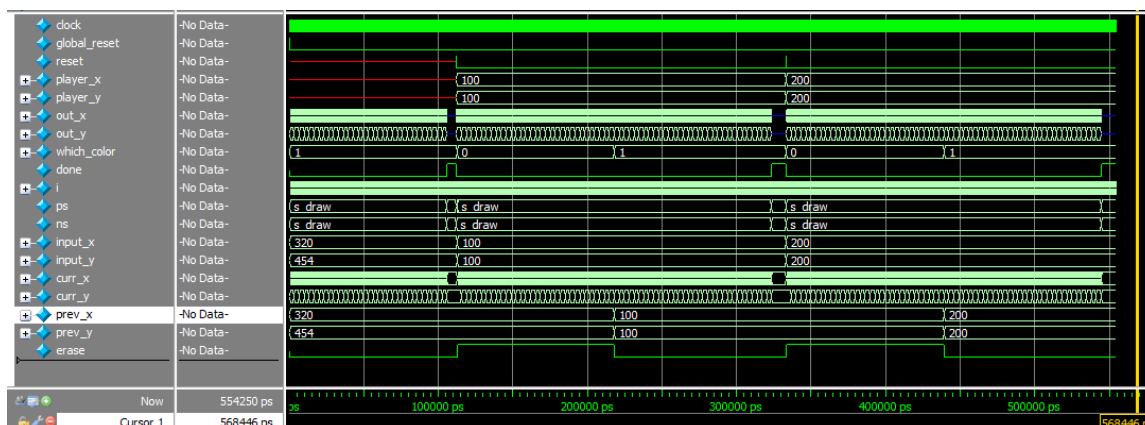 clock -No Data-
global_reset -No Data-
reset -No Data-
player_x -No Data- 100 200
player_y -No Data- 100 200
out_x -No Data-
out_y -No Data-
which_color -No Data- 1 0 1 0 1
done -No Data-
i -No Data-
ps -No Data- s_draw s_draw s_draw
ns -No Data- s_draw s_draw s_draw
input_x -No Data- 320 100 200
input_y -No Data- 454 100 200
curr_x -No Data-
curr_y -No Data-
prev_x -No Data- 320 100 200
prev_y -No Data- 454 100 200
erase -No Data-
Now 554250 ps ps 100000 ps 200000 ps 300000 ps 400000 ps 500000 ps
Cursor 1 568446 ps 568446